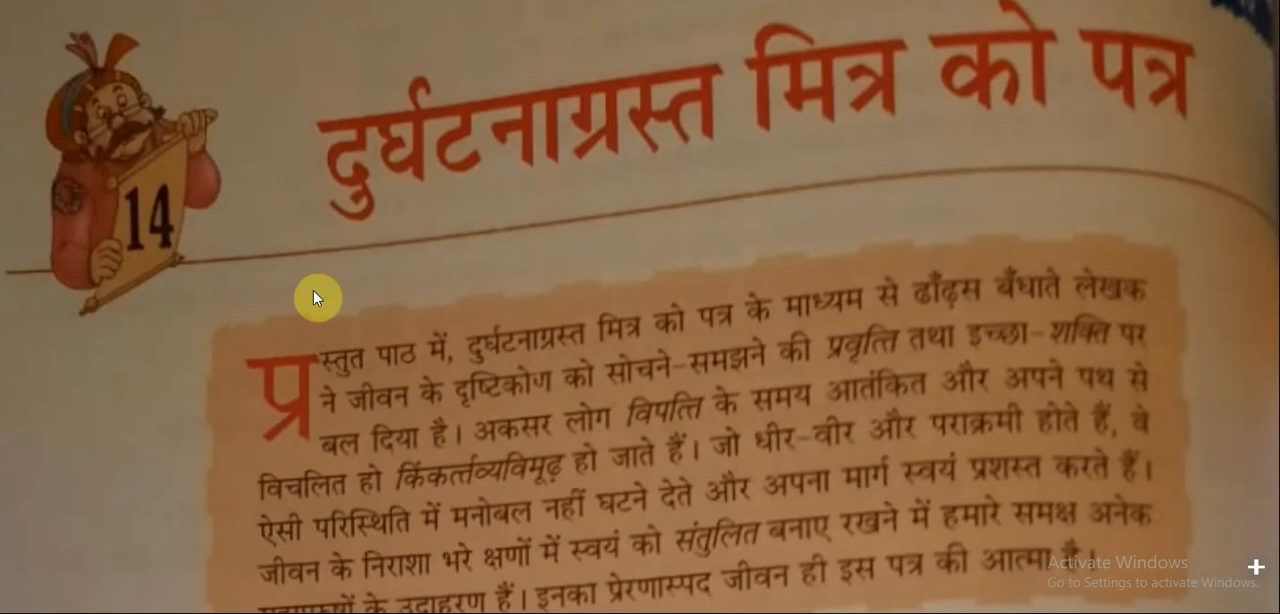 दुर्घटनाग्रस्त मित्र को पत्र
14
प्रस्तुत पाठ में, दुर्घटनाग्रस्त मित्र को पत्र के माध्यम से ढाँढ़स बँधाते लेखक
ने जीवन के दृष्टिकोण को सोचने-समझने की प्रवृत्ति तथा इच्छा-शक्ति पर
बल दिया है। अकसर लोग विपत्ति के समय आतंकित और अपने पथ से
विचलित हो किंकर्त्तव्यविमूढ़ हो जाते हैं। जो धीर-वीर और पराक्रमी होते हैं, वे
ऐसी परिस्थिति में मनोबल नहीं घटने देते और अपना मार्ग स्वयं प्रशस्त करते हैं।
जीवन के निराशा भरे क्षणों में स्वयं को संतुलित बनाए रखने में हमारे समक्ष अनेक
के उदाहरण हैं। इनका प्रेरणास्पद जीवन ही इस पत्र की आत्मा है।
Activate Windows
Go to Settings to activate Windows.